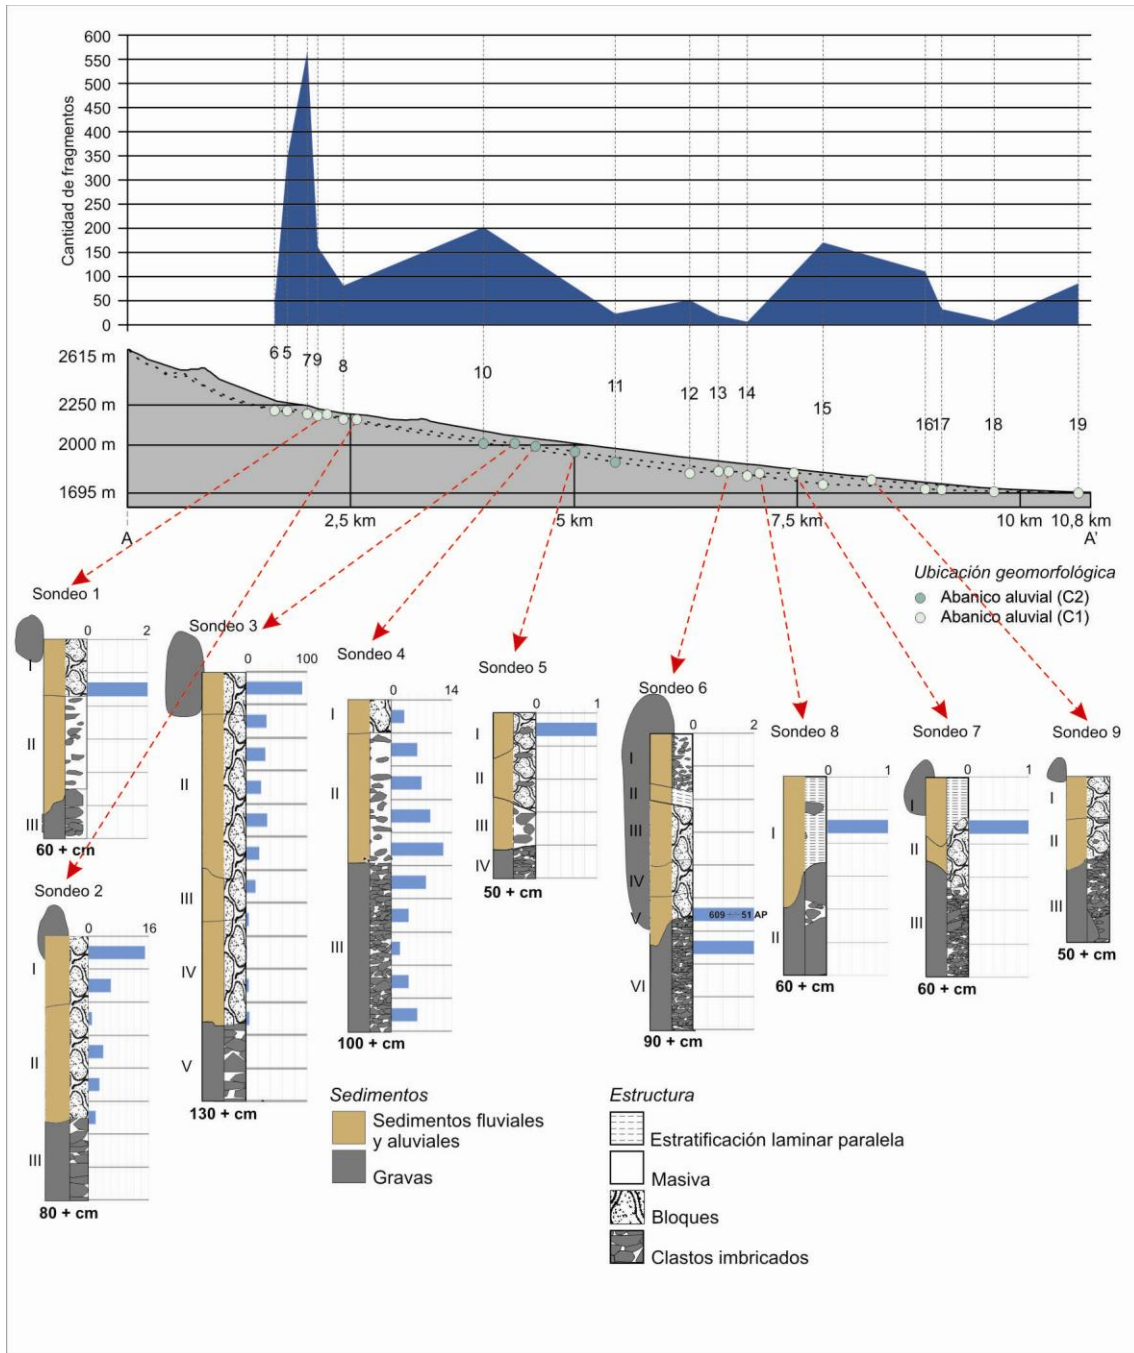 600
550
500
450
400
350
300
250
200
150
100
50
0
Cantidad de fragmentos
6 5 7 9 8 10 11 12 13 14 15 16 17 18 19
2615 m
2250 m
2000 m
1695 m
2,5 km 5 km 7,5 km 10 km 10,8 km
A A'
Ubicación geomorfológica
Abanico aluvial (C2)
Abanico aluvial (C1)
Sondeo 1
0 2
I
II
III
60 + cm
Sondeo 2
0 16
I
II
III
80 + cm
Sondeo 3
0 100
I
II
III
IV
V
130 + cm
Sondeo 4
0 14
I
II
III
100 + cm
Sondeo 5
0 1
I
II
III
IV
50 + cm
Sondeo 6
0 2
I
II
III
IV
V
609 +/- 51 AP
VI
90 + cm
Sondeo 8
0 1
I
II
60 + cm
Sondeo 7
0 1
I
II
III
60 + cm
Sondeo 9
0 1
I
II
III
50 + cm
Sedimentos
Sedimentos fluviales
y aluviales
Gravas
Estructura
Estratificación laminar paralela
Masiva
Bloques
Clastos imbricados